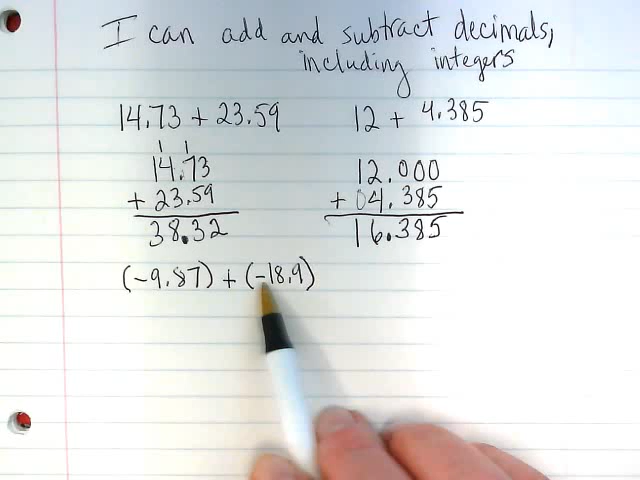 I can add and subtract decimals,
including integers
14.73 + 23.59
1 1
14.73
+ 23.59
38.32
12 + 4.385
12.000
+ 04.385
16.385
(-9.87) + (-18.9)